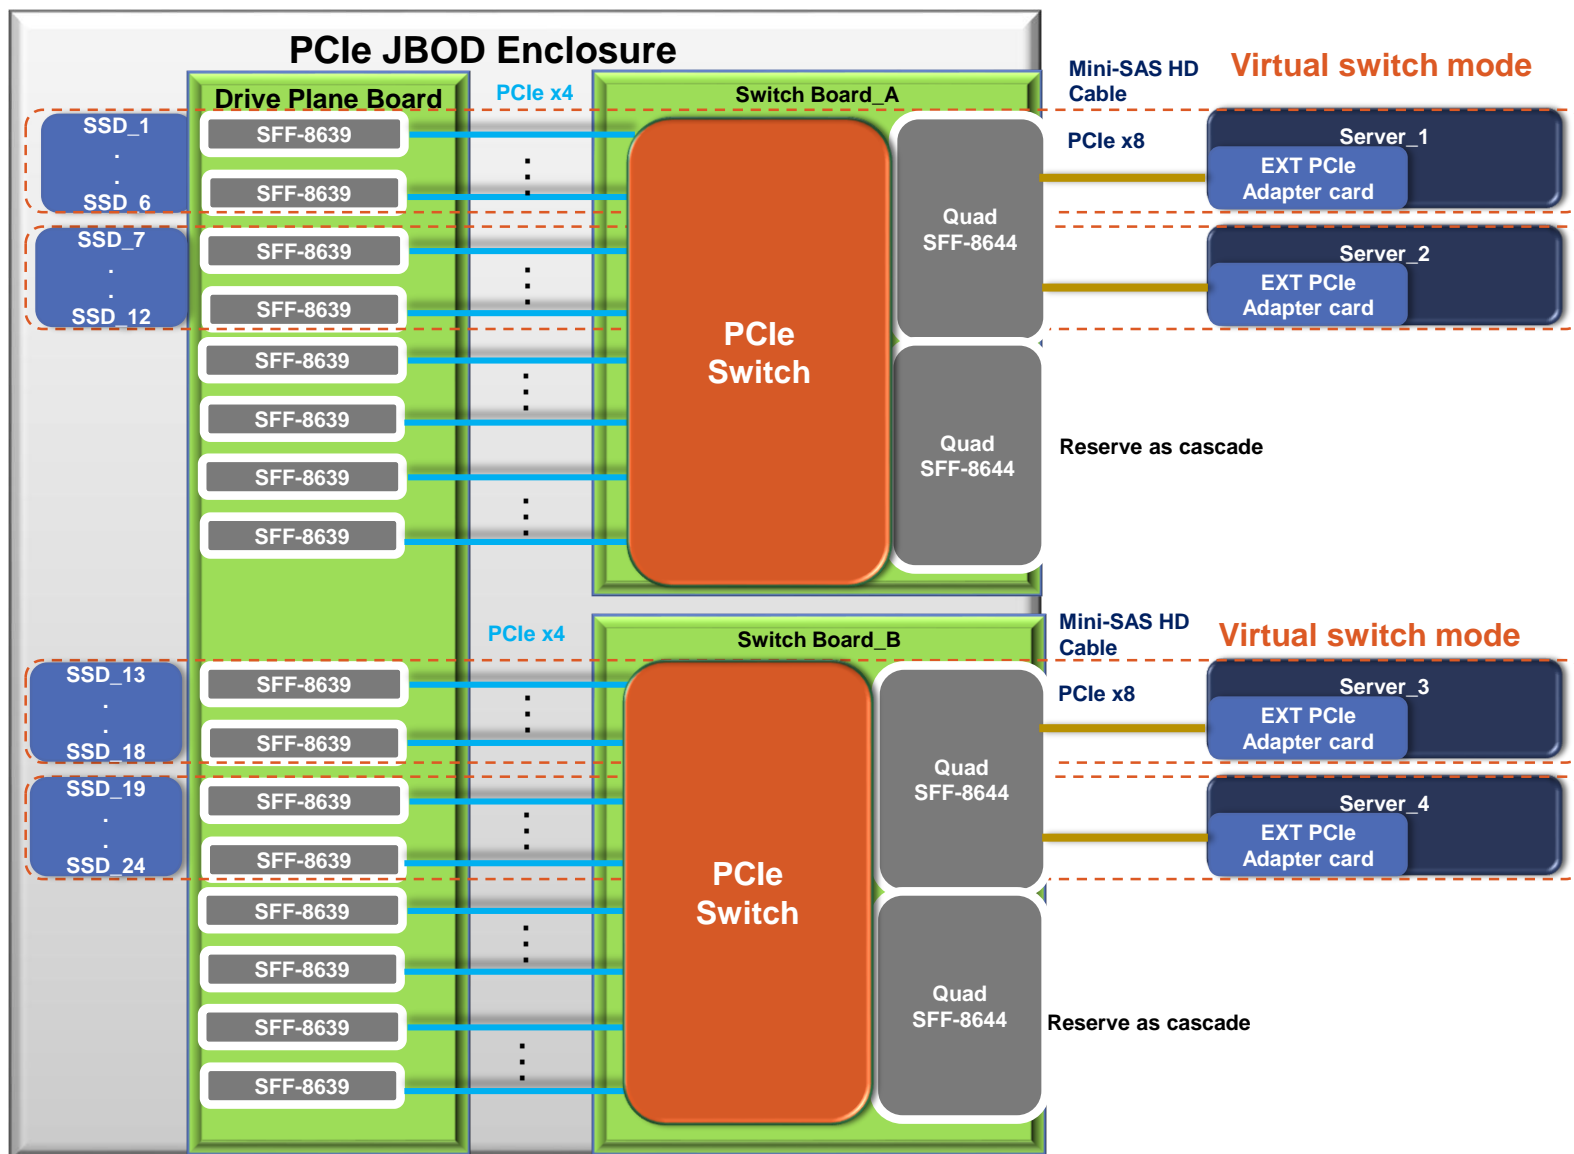 PCIe JBOD Enclosure
Drive Plane Board
PCIe x4
Switch Board_A
Mini-SAS HD
Cable
Virtual switch mode
SSD_1
.
.
SSD_6
SFF-8639
SFF-8639
PCIe x8
Server_1
EXT PCIe
Adapter card
SSD_7
.
.
SSD_12
SFF-8639
SFF-8639
Quad
SFF-8644
Server_2
EXT PCIe
Adapter card
PCIe
Switch
SFF-8639
SFF-8639
SFF-8639
SFF-8639
Quad
SFF-8644
Reserve as cascade
PCIe x4
Switch Board_B
Mini-SAS HD
Cable
Virtual switch mode
SSD_13
.
.
SSD_18
SFF-8639
SFF-8639
PCIe x8
Server_3
EXT PCIe
Adapter card
SSD_19
.
.
SSD_24
SFF-8639
SFF-8639
Quad
SFF-8644
Server_4
EXT PCIe
Adapter card
PCIe
Switch
SFF-8639
SFF-8639
SFF-8639
SFF-8639
Quad
SFF-8644
Reserve as cascade